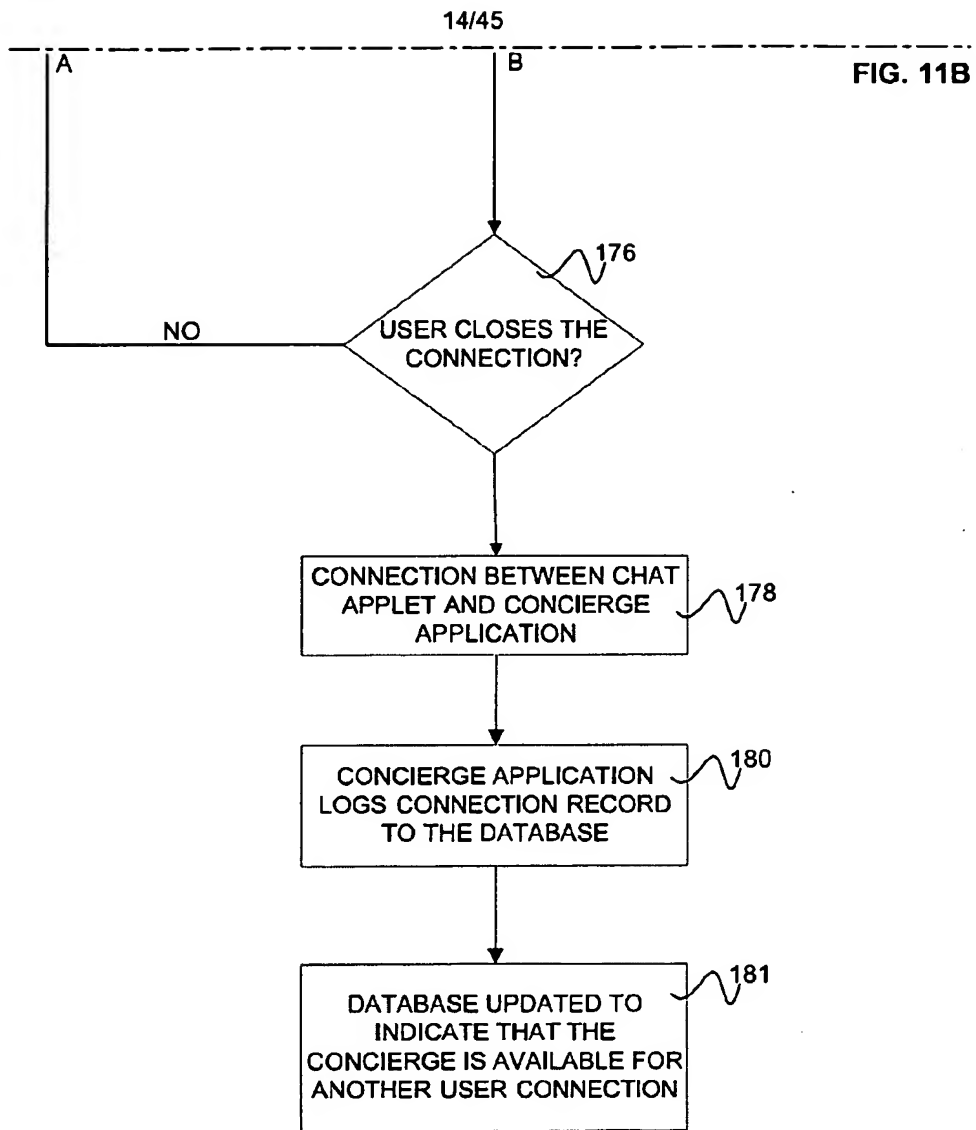 14/45
A
B
FIG. 11B
176
USER CLOSES THE
CONNECTION?
NO
CONNECTION BETWEEN CHAT
APPLET AND CONCIERGE
APPLICATION
178
CONCIERGE APPLICATION
LOGS CONNECTION RECORD
TO THE DATABASE
180
DATABASE UPDATED TO
INDICATE THAT THE
CONCIERGE IS AVAILABLE FOR
ANOTHER USER CONNECTION
181